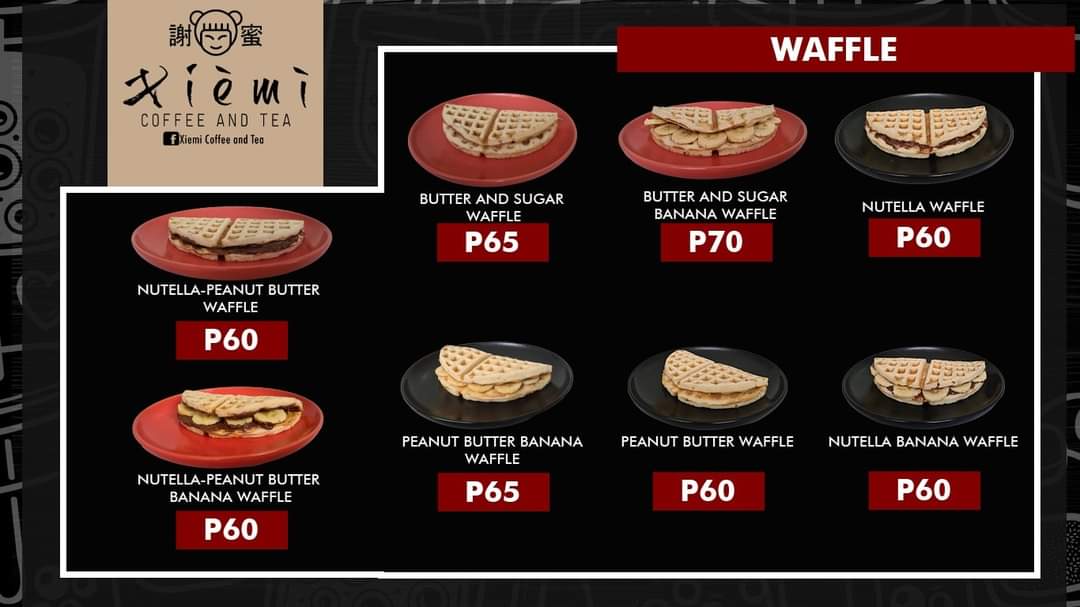 謝 蜜
Xièmì
COFFEE AND TEA
f Xiemi Coffee and Tea
WAFFLE
BUTTER AND SUGAR
WAFFLE
P65
BUTTER AND SUGAR
BANANA WAFFLE
P70
NUTELLA WAFFLE
P60
NUTELLA-PEANUT BUTTER
WAFFLE
P60
PEANUT BUTTER BANANA
WAFFLE
P65
PEANUT BUTTER WAFFLE
P60
NUTELLA BANANA WAFFLE
P60
NUTELLA-PEANUT BUTTER
BANANA WAFFLE
P60